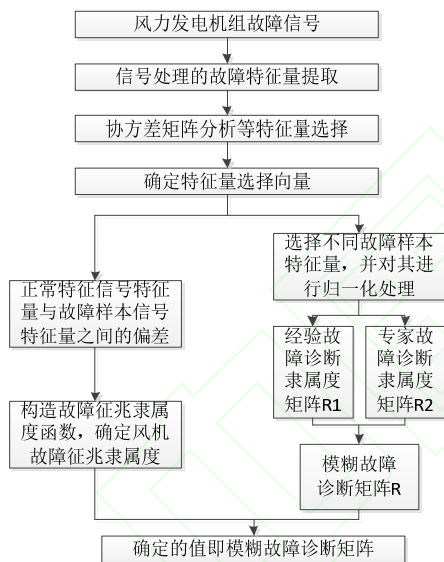 风力发电机组故障信号
信号处理的故障特征量提取
协方差矩阵分析等特征量选择
确定特征量选择向量
正常特征信号特征
量与故障样本信号
特征量之间的偏差
构造故障征兆隶属
度函数，确定风机
故障征兆隶属度
选择不同故障样本
特征量，并对其进
行归一化处理
经验故
障诊断
隶属度
矩阵R1
专家故
障诊断
隶属度
矩阵R2
模糊故障
诊断矩阵R
确定的值即模糊故障诊断矩阵